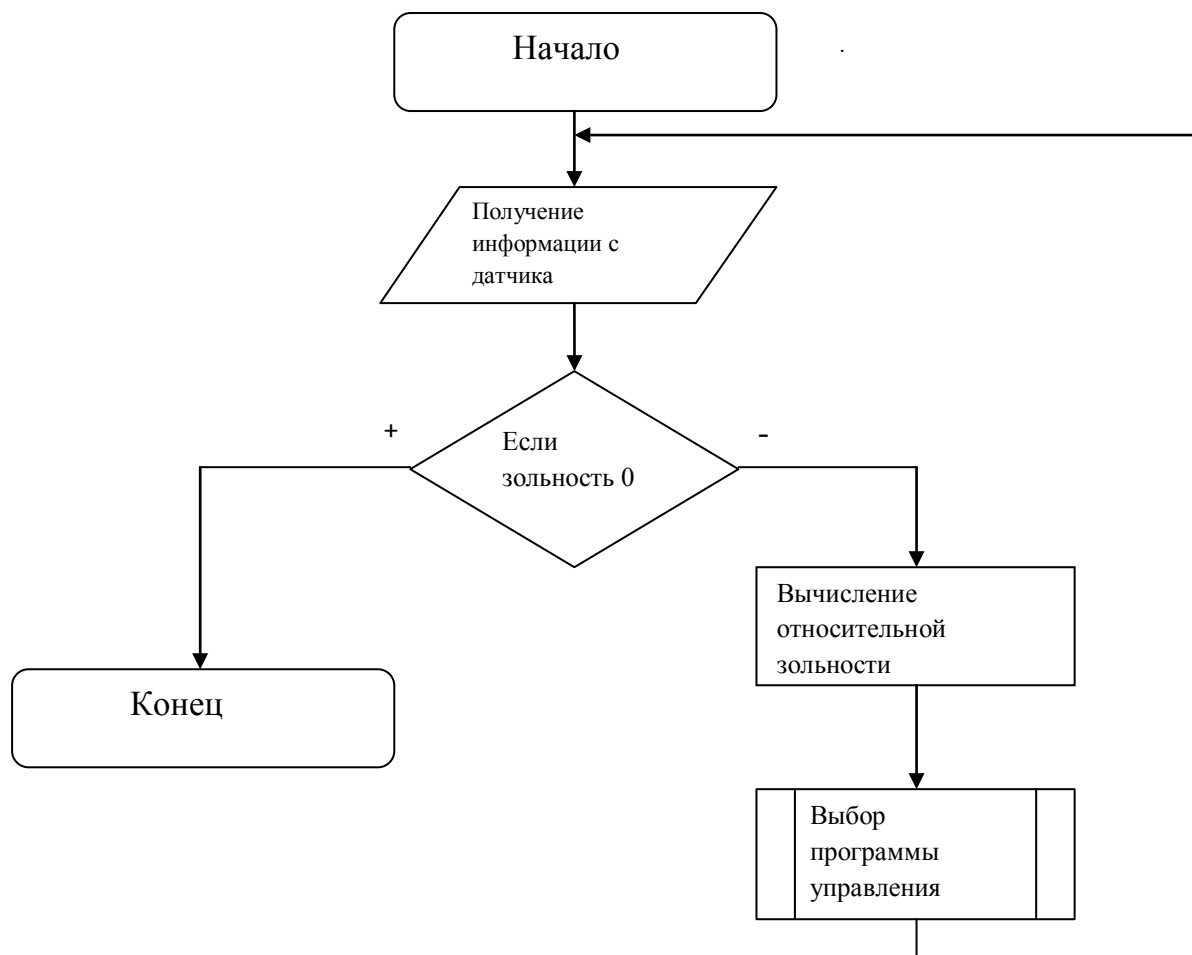 Начало
Получение
информации с
датчика
+
-
Если
зольность 0
Вычисление
относительной
зольности
Конец
Выбор
программы
управления